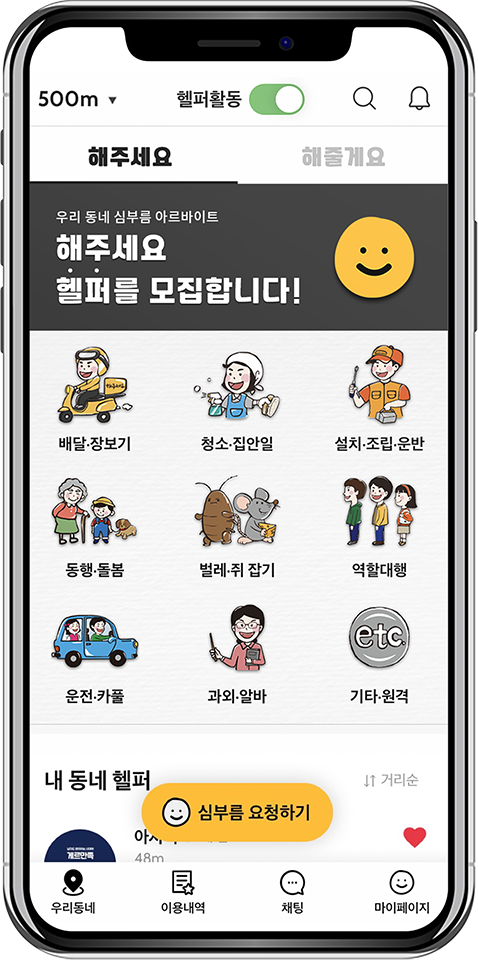 500m ▼ 헬퍼활동
해주세요 해줄게요
우리 동네 심부름 아르바이트
해주세요
헬퍼를 모집합니다!
배달·장보기 청소·집안일 설치·조립·운반
동행·돌봄 벌레·쥐 잡기 역할대행
etc.
운전·카풀 과외·알바 기타·원격
내 동네 헬퍼 거리순
심부름 요청하기
48m
우리동네 이용내역 채팅 마이페이지